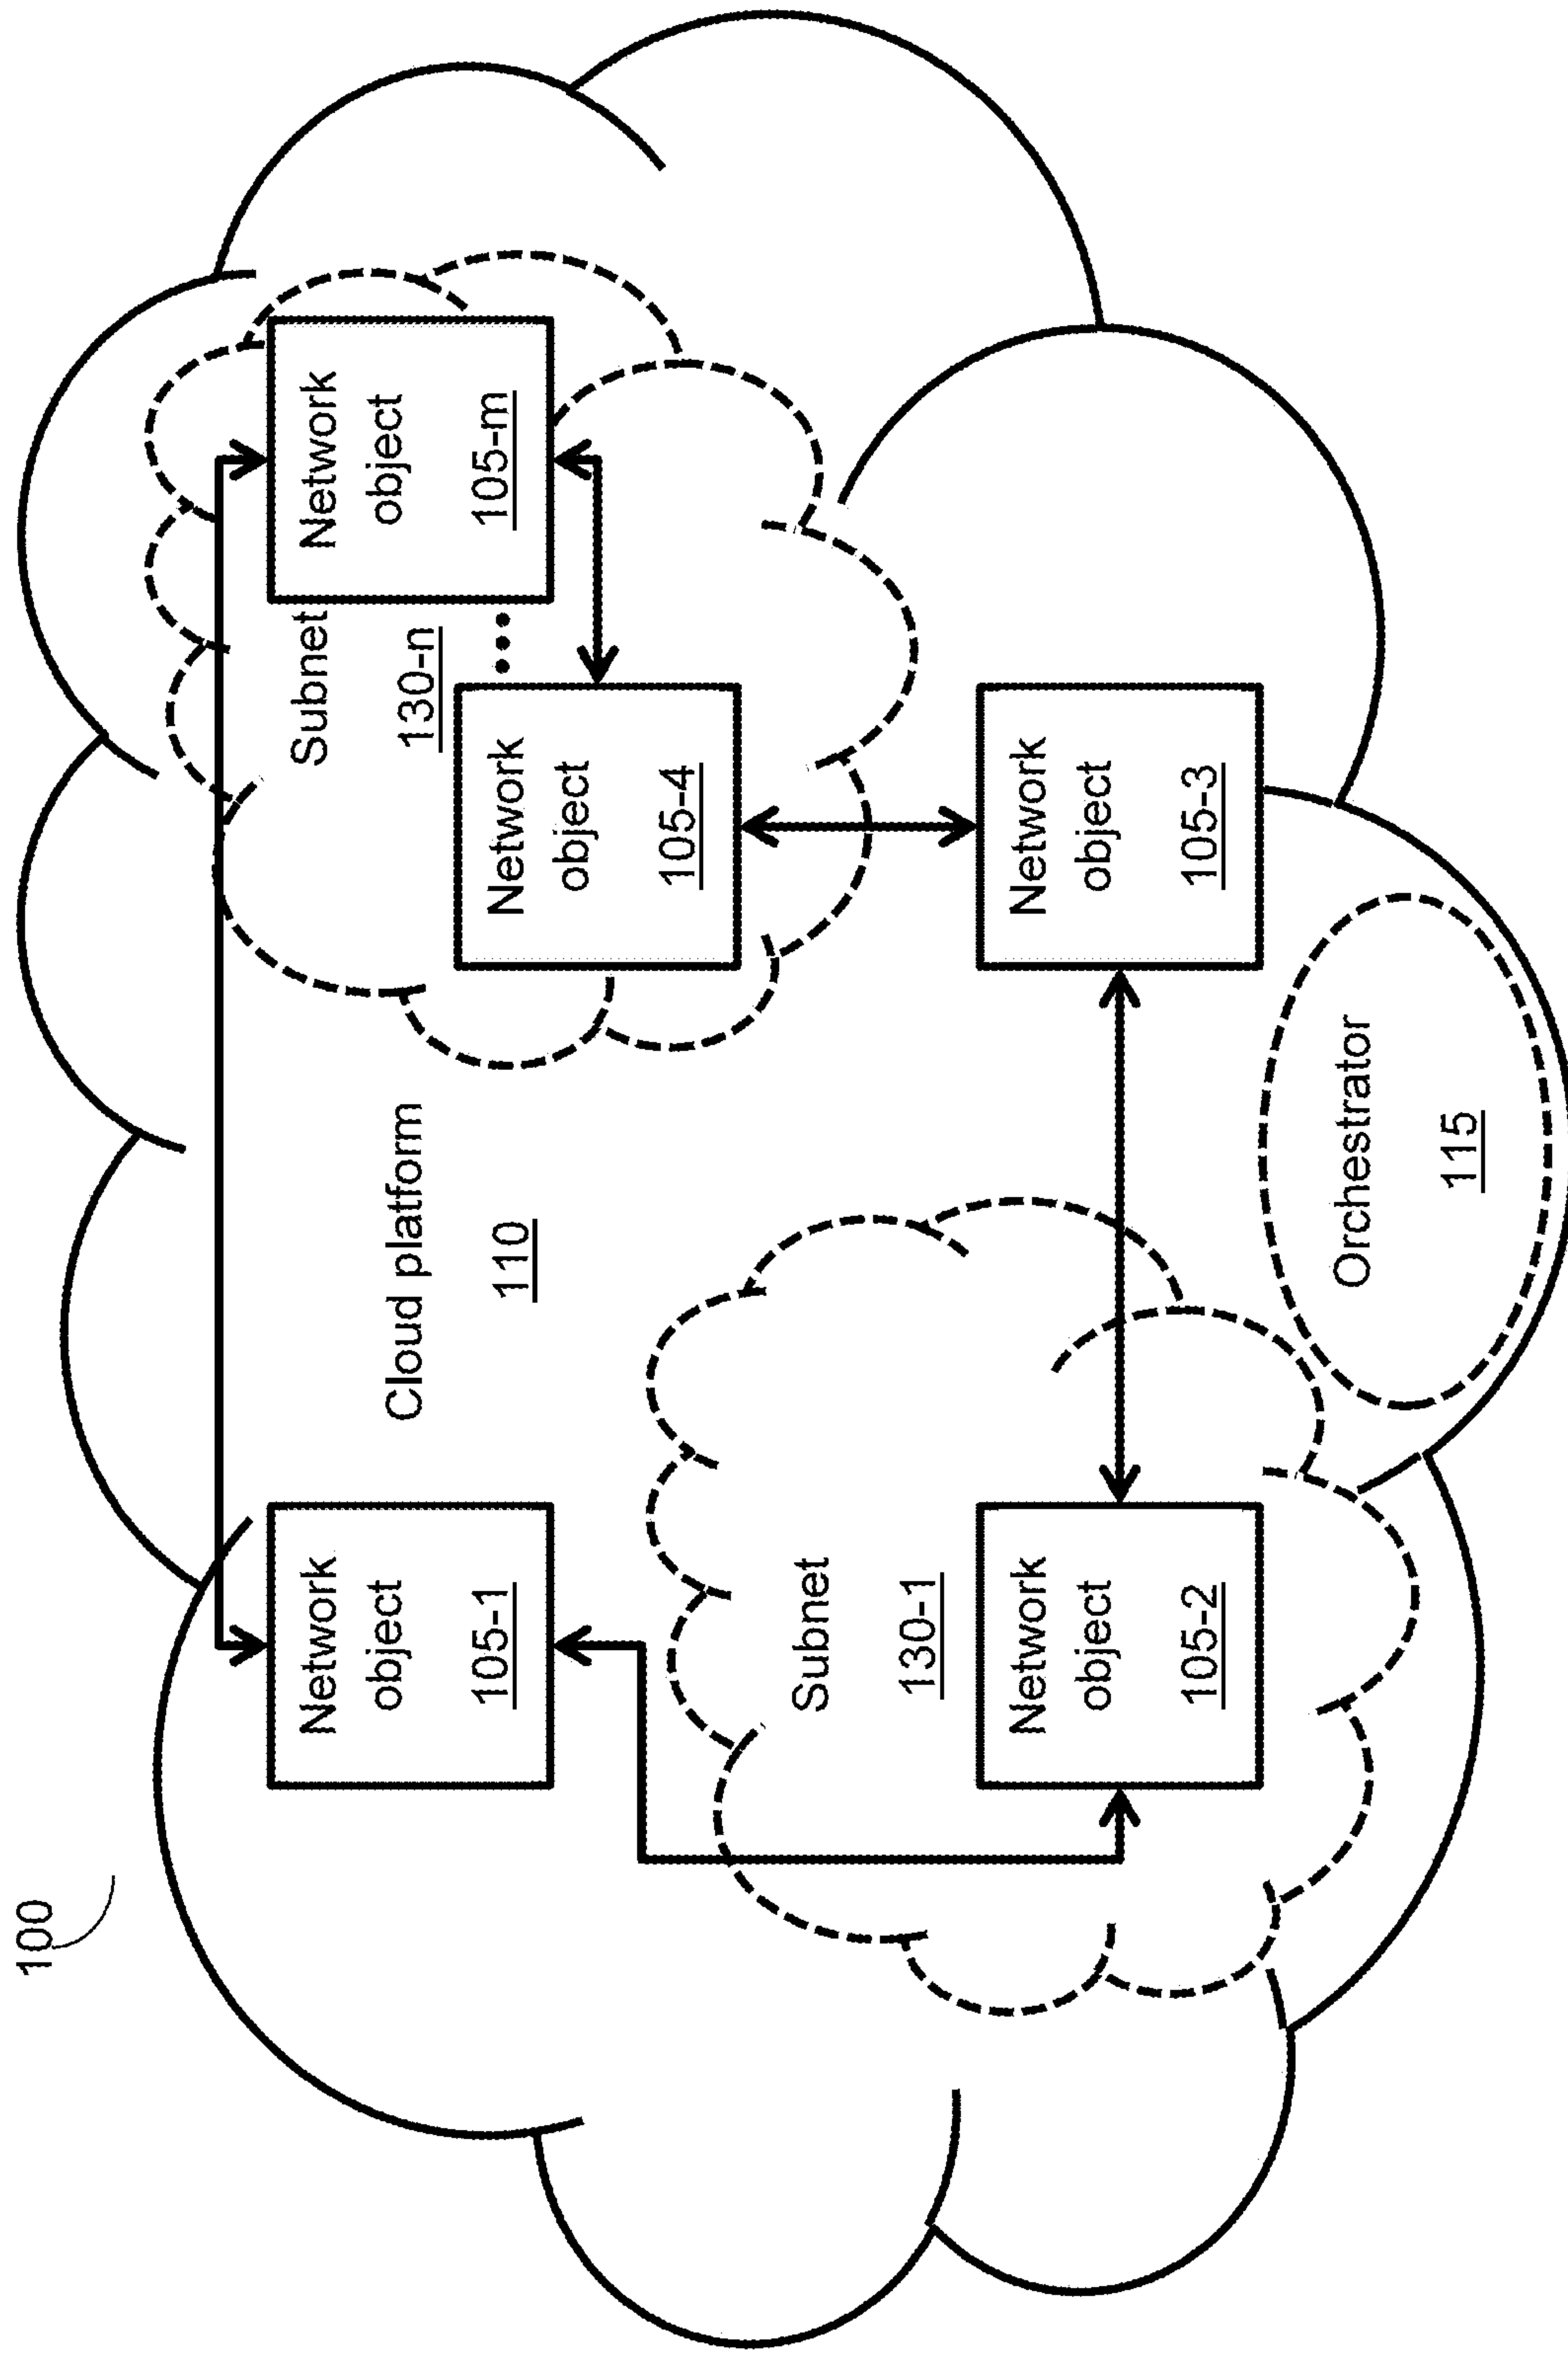 100
Network
object
105-1
Cloud platform
110
Subnet
130-n
Network
object
105-m
Network
object
105-4
Subnet
130-1
Network
object
105-2
Network
object
105-3
Orchestrator
115